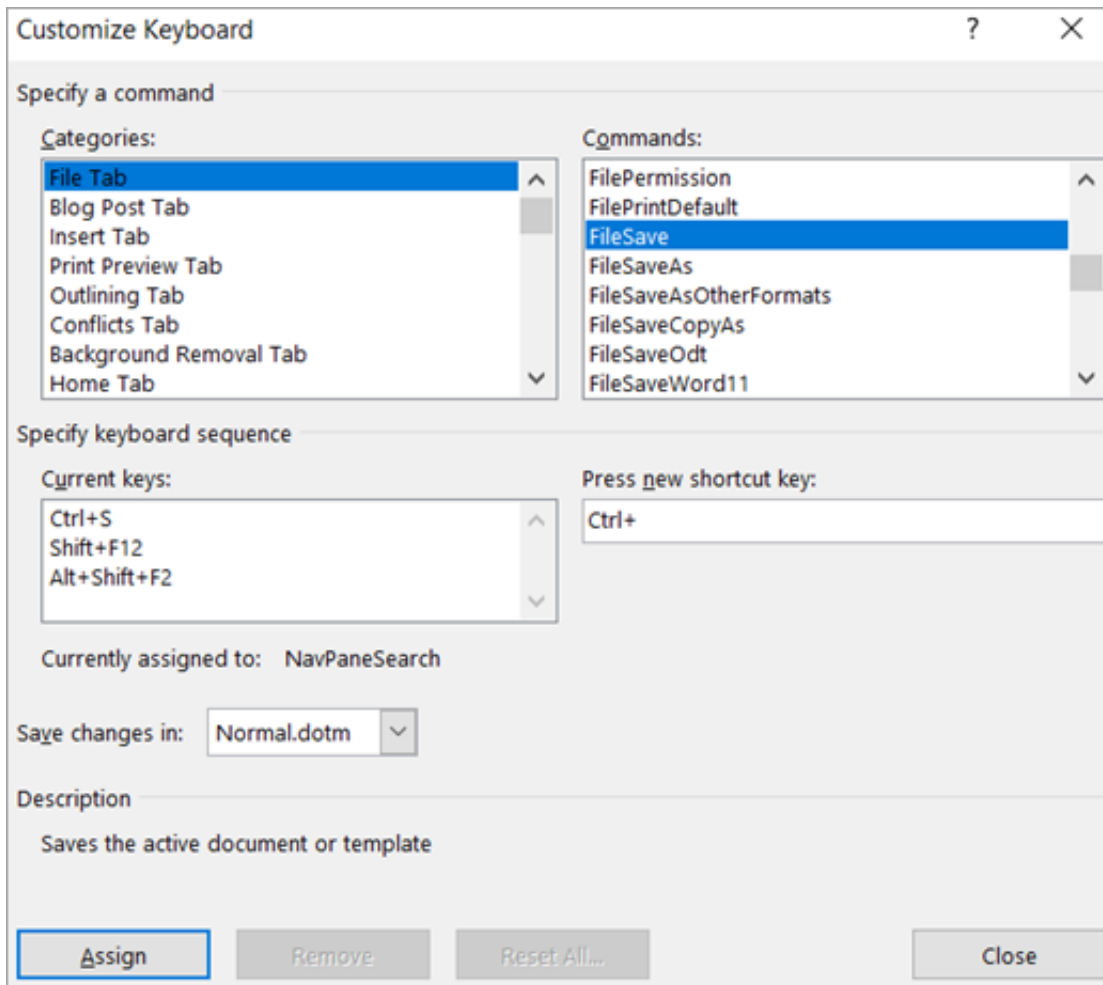 Customize Keyboard ?
Specify a command
Categories:
File Tab
Blog Post Tab
Insert Tab
Print Preview Tab
Outlining Tab
Conflicts Tab
Background Removal Tab
Home Tab
Commands:
FilePermission
FilePrintDefault
FileSave
FileSaveAs
FileSaveAsOtherFormats
FileSaveCopyAs
FileSaveOdt
FileSaveWord11
Specify keyboard sequence
Current keys:
Ctrl+S
Shift+F12
Alt+Shift+F2
Press new shortcut key:
Ctrl+
Currently assigned to: NavPaneSearch
Save changes in: Normal.dotm
Description
Saves the active document or template
Assign Remove Reset All... Close